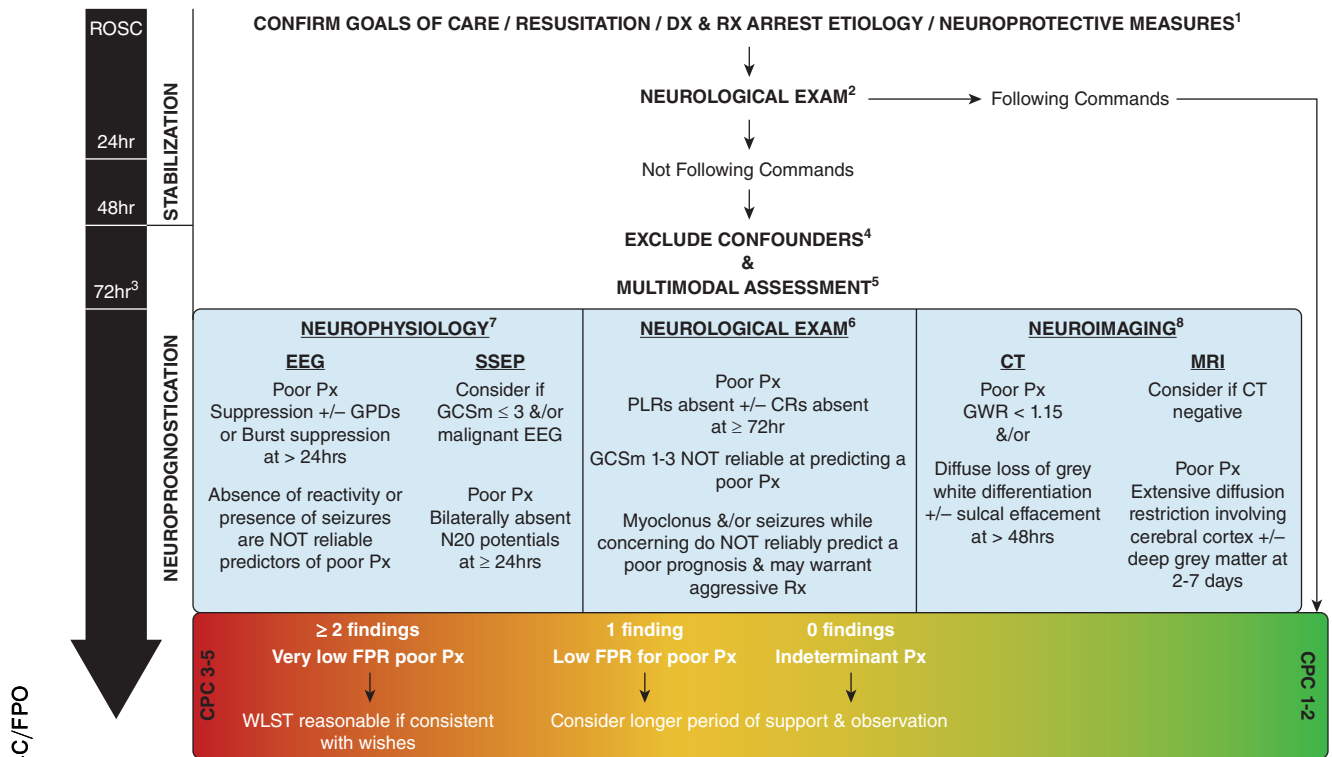 ROSC
24hr
48hr
72hr3
STABILIZATION
NEUROPROGNOSTICATION
CONFIRM GOALS OF CARE / RESUSITATION / DX & RX ARREST ETIOLOGY / NEUROPROTECTIVE MEASURES1
NEUROLOGICAL EXAM2
Following Commands
Not Following Commands
EXCLUDE CONFOUNDERS4
&
MULTIMODAL ASSESSMENT5
NEUROPHYSIOLOGY7
EEG
Poor Px
Suppression +/– GPDs
or Burst suppression
at > 24hrs
Absence of reactivity or
presence of seizures
are NOT reliable
predictors of poor Px
SSEP
Consider if
GCSm ≤ 3 &/or
malignant EEG
Poor Px
Bilaterally absent
N20 potentials
at ≥ 24hrs
NEUROLOGICAL EXAM6
Poor Px
PLRs absent +/– CRs absent
at ≥ 72hr
GCSm 1-3 NOT reliable at predicting a
poor Px
Myoclonus &/or seizures while
concerning do NOT reliably predict a
poor prognosis & may warrant
aggressive Rx
NEUROIMAGING8
CT
Poor Px
GWR < 1.15
&/or
Diffuse loss of grey
white differentiation
+/– sulcal effacement
at > 48hrs
MRI
Consider if CT
negative
Poor Px
Extensive diffusion
restriction involving
cerebral cortex +/–
deep grey matter at
2-7 days
CPC 3-5
≥ 2 findings
Very low FPR poor Px
WLST reasonable if consistent
with wishes
1 finding
Low FPR for poor Px
0 findings
Indeterminant Px
Consider longer period of support & observation
CPC 1-2
C/FPO